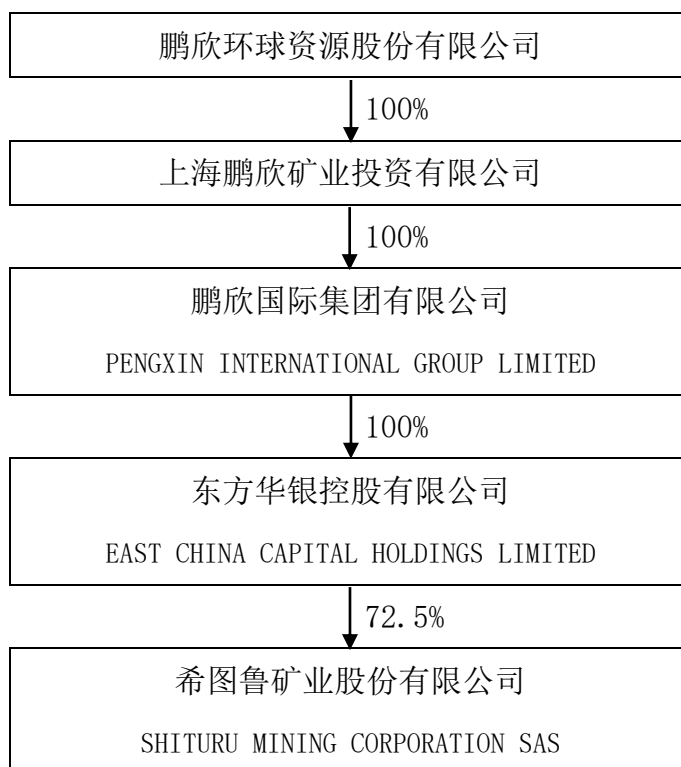 鹏欣环球资源股份有限公司
100%
上海鹏欣矿业投资有限公司
100%
鹏欣国际集团有限公司
PENGXIN INTERNATIONAL GROUP LIMITED
100%
东方华银控股有限公司
EAST CHINA CAPITAL HOLDINGS LIMITED
72.5%
希图鲁矿业股份有限公司
SHITURU MINING CORPORATION SAS